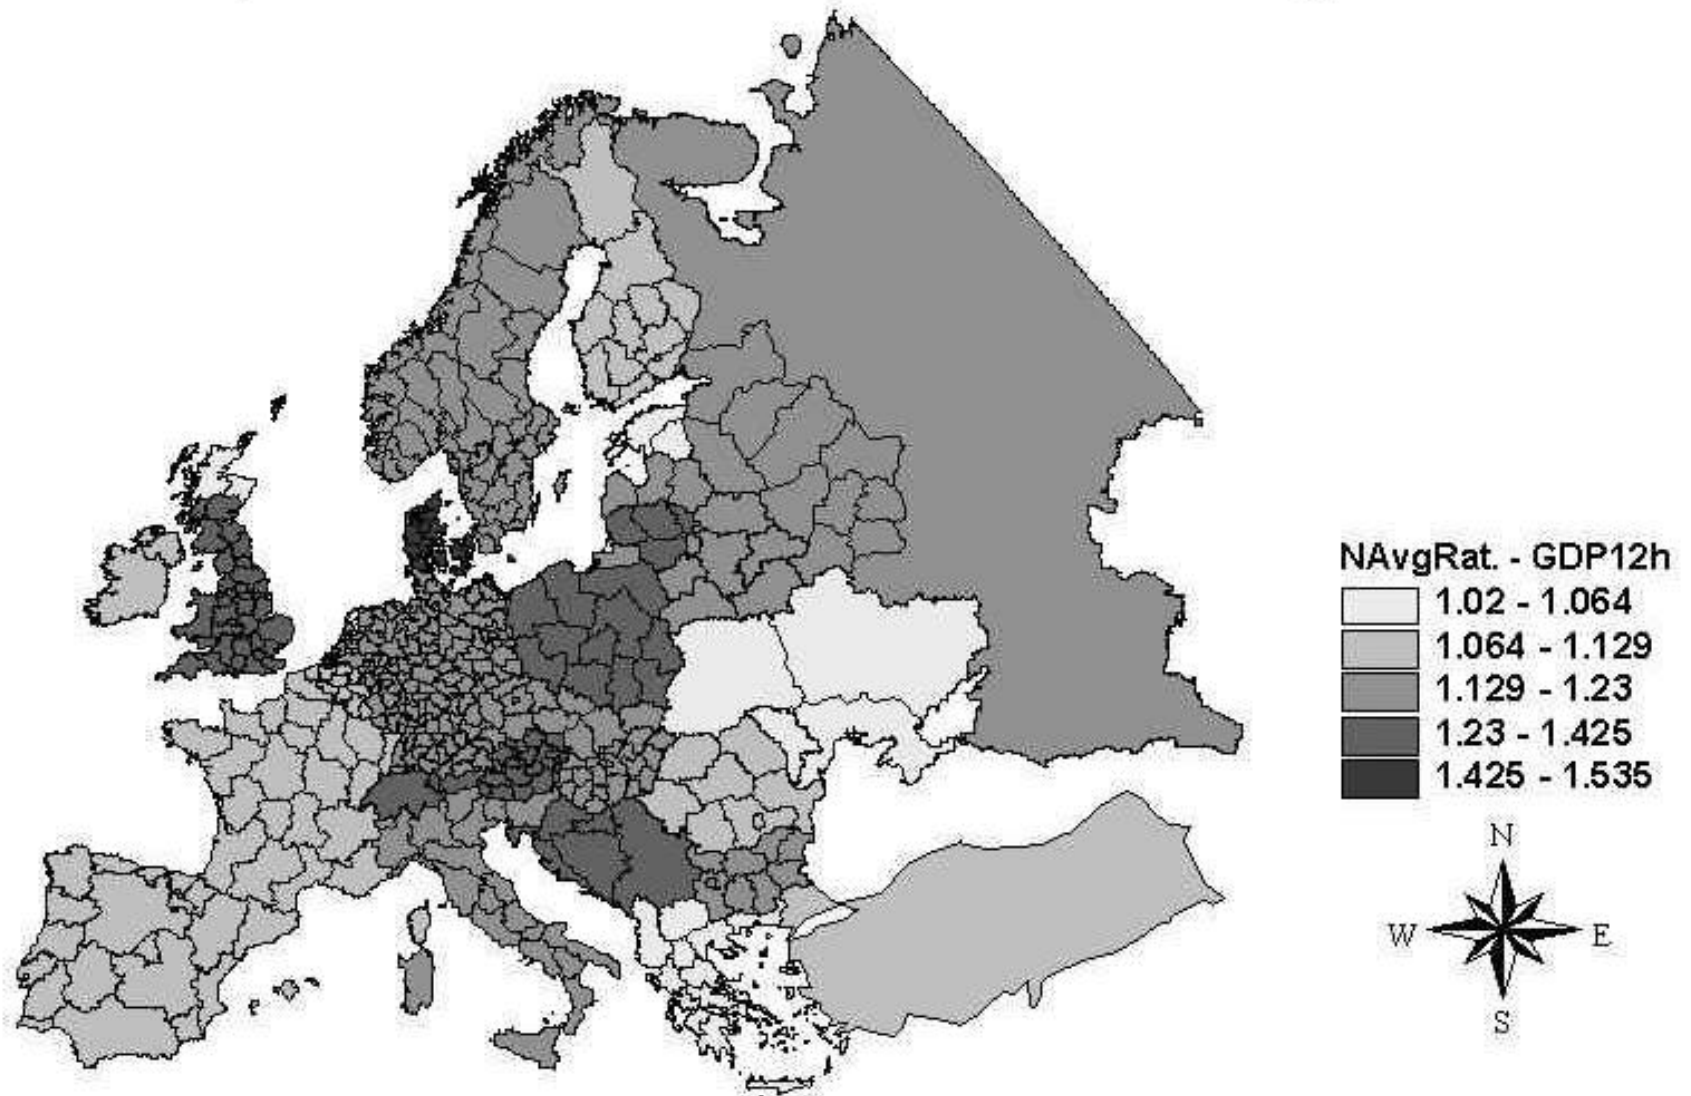 NAvgRat. - GDP12h
1.02 - 1.064
1.064 - 1.129
1.129 - 1.23
1.23 - 1.425
1.425 - 1.535
N
W E
S